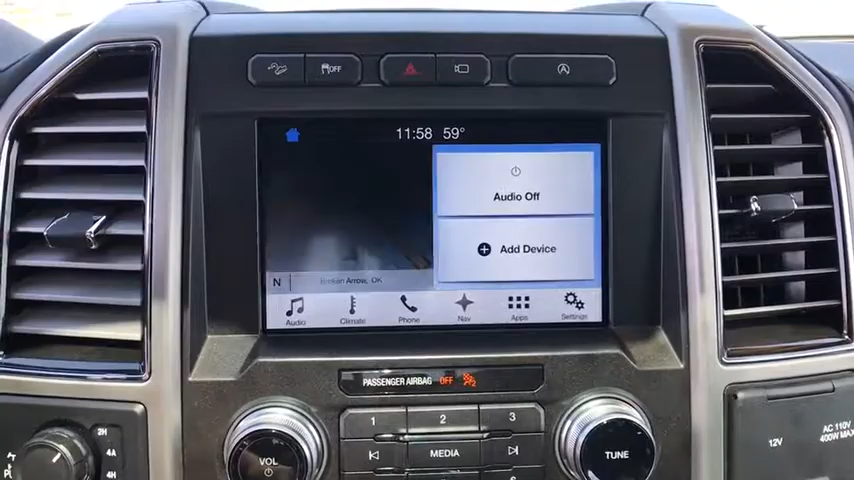 OFF
A
11:58 59°
Audio Off
Add Device
N
Broken Arrow, OK
Audio Climate Phone Nav Apps Settings
PASSENGER AIRBAG OFF
1 2 3
MEDIA
VOL
TUNE
2H
4A
4H
12V
AC 110V
400W MAX